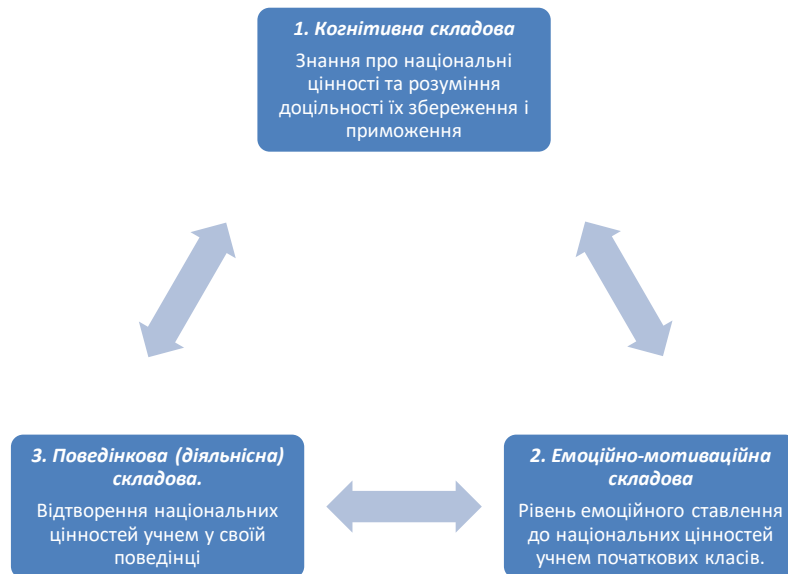 1. Когнітивна складова
Знання про національні
цінності та розуміння
доцільності їх збереження і
приможення
3. Поведінкова (діяльнісна)
складова.
Відтворення національних
цінностей учнем у своїй
поведінці
2. Емоційно-мотиваційна
складова
Рівень емоційного ставлення
до національних цінностей
учнем початкових класів.